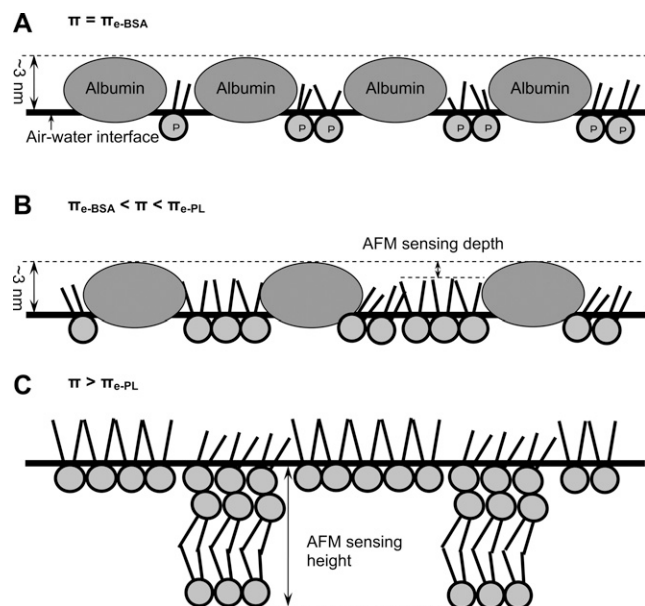 A π = πe-BSA
~3 nm
Albumin Albumin Albumin Albumin
P P P P P P P
Air-water interface
B πe-BSA < π < πe-PL
AFM sensing depth
~3 nm
C π > πe-PL
AFM sensing
height